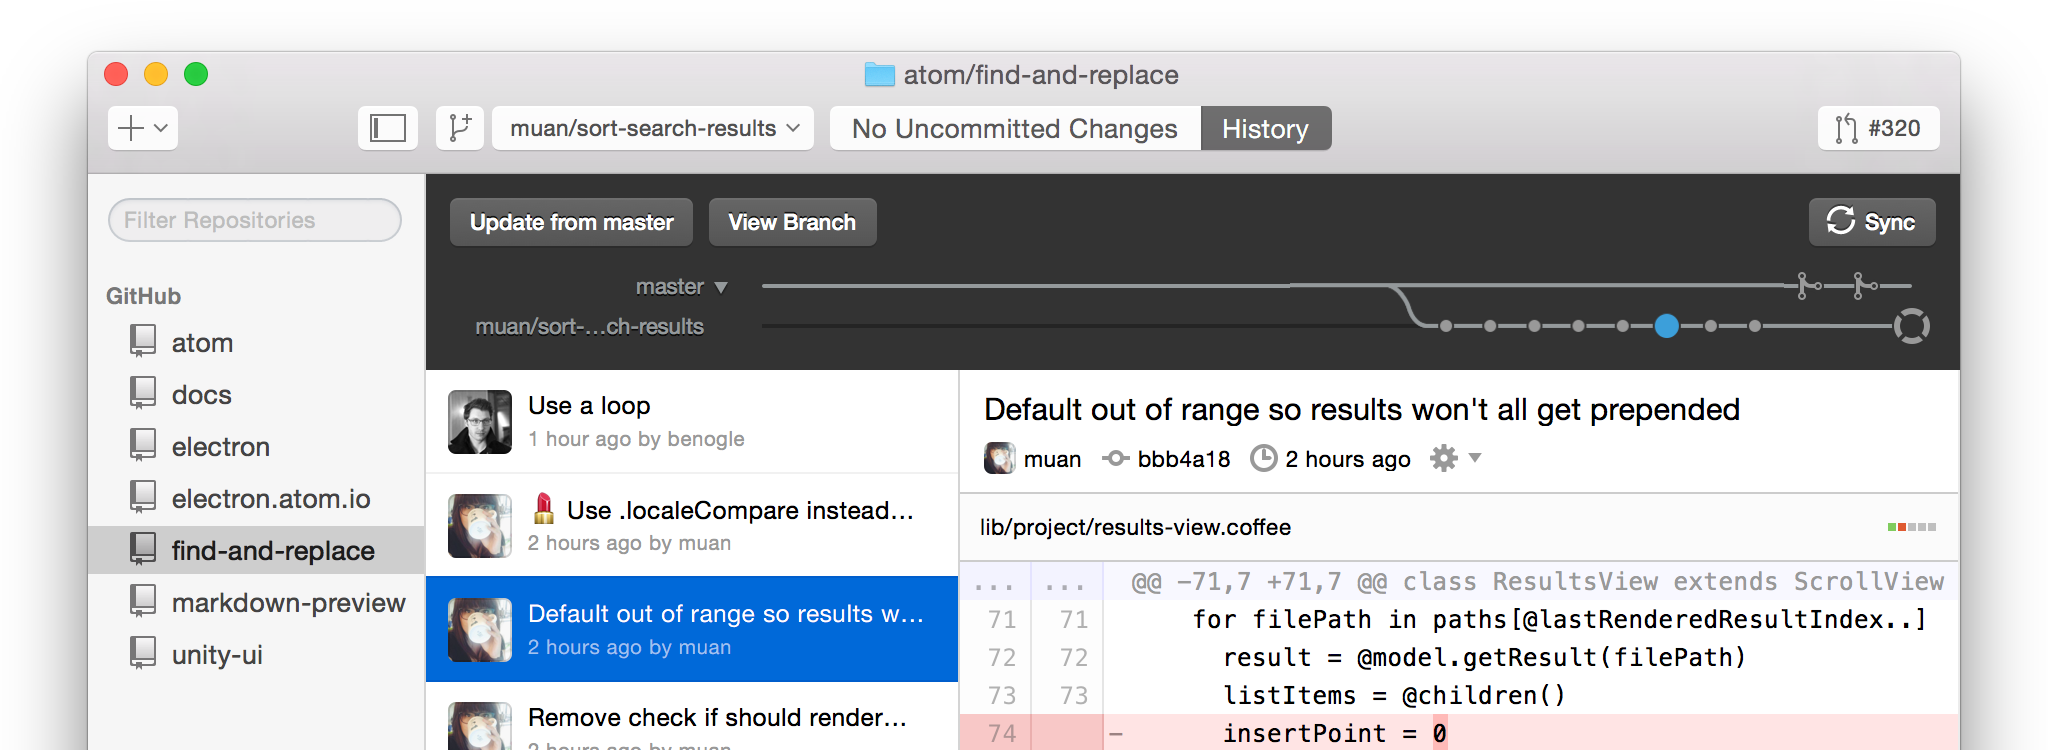 atom/find-and-replace
muan/sort-search-results
No Uncommitted Changes
History
#320
Filter Repositories
GitHub
atom
docs
electron
electron.atom.io
find-and-replace
markdown-preview
unity-ui
Update from master
View Branch
Sync
master
muan/sort-...ch-results
Use a loop
1 hour ago by benogle
Use .localeCompare instead...
2 hours ago by muan
Default out of range so results w...
2 hours ago by muan
Remove check if should render...
2 hours ago by muan
Default out of range so results won't all get prepended
muan bbb4a18 2 hours ago
lib/project/results-view.coffee
... ... @@ -71,7 +71,7 @@ class ResultsView extends ScrollView
71 71 for filePath in paths[@lastRenderedResultIndex..]
72 72 result = @model.getResult(filePath)
73 73 listItems = @children()
74 - insertPoint = 0